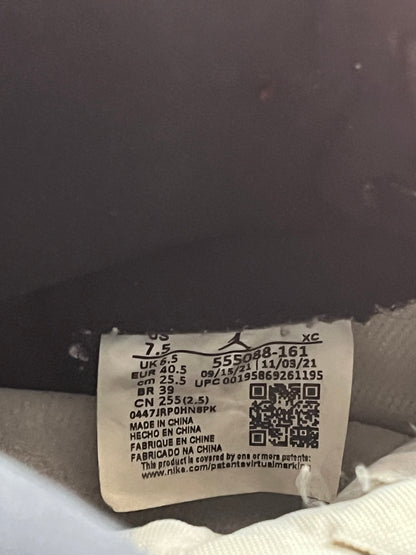 US 7.5 XC
UK 6.5 555088-161
EUR 40.5 09/15/21 | 11/03/21
cm 25.5 UPC 00195869261195
BR 39
CN 255(2.5)
0447JRP0HN8PK
MADE IN CHINA
HECHO EN CHINA
FABRIQUE EN CHINE
FABRICADO NA CHINA
This product is covered by one or more patents:
www.nike.com/patentsvirtualmarkin